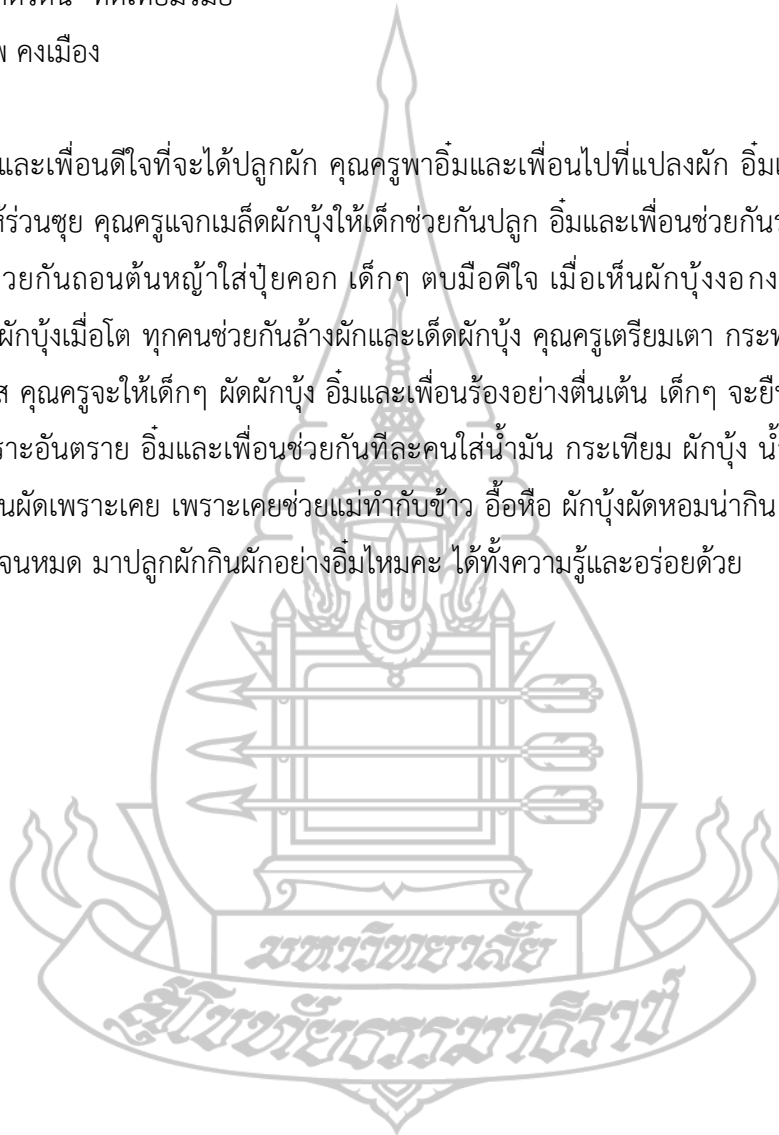 คงเมือง
และเพื่อนดีใจที่จะได้ปลูกผัก คุณครูพาอิ๋มและเพื่อนไปที่แปลงผัก
ให้ร่วนซุย คุณครูแจกเมล็ดผักบุ้งให้เด็กช่วยกันปลูก อิ๋มและเพื่อนช่วยกัน
ช่วยกันถอนต้นหญ้าใส่ปุ๋ยคอก เด็กๆ ตบมือดีใจ เมื่อเห็นผักบุ้งงอกง
ผักบุ้งเมื่อโต ทุกคนช่วยกันล้างผักและเด็ดผักบุ้ง คุณครูเตรียมเตา กระท
ส คุณครูจะให้เด็กๆ ผัดผักบุ้ง อิ๋มและเพื่อนร้องอย่างตื่นเต้น เด็กๆ จะยืน
ราะอันตราย อิ๋มและเพื่อนช่วยกันทีละคนใส่น้ำมัน กระเทียม ผักบุ้ง
นผัดเพราะเคย เพราะเคยช่วยแม่ทำกับข้าว อื้อหือ ผักบุ้งผัดหอมน่ากิน
จนหมด มาปลูกผักกินผักอย่างอิ๋มไหมคะ ได้ทั้งความรู้และอร่อยด้วย
มหาวิทยาลัย
สุโขทัยธรรมาธิราช